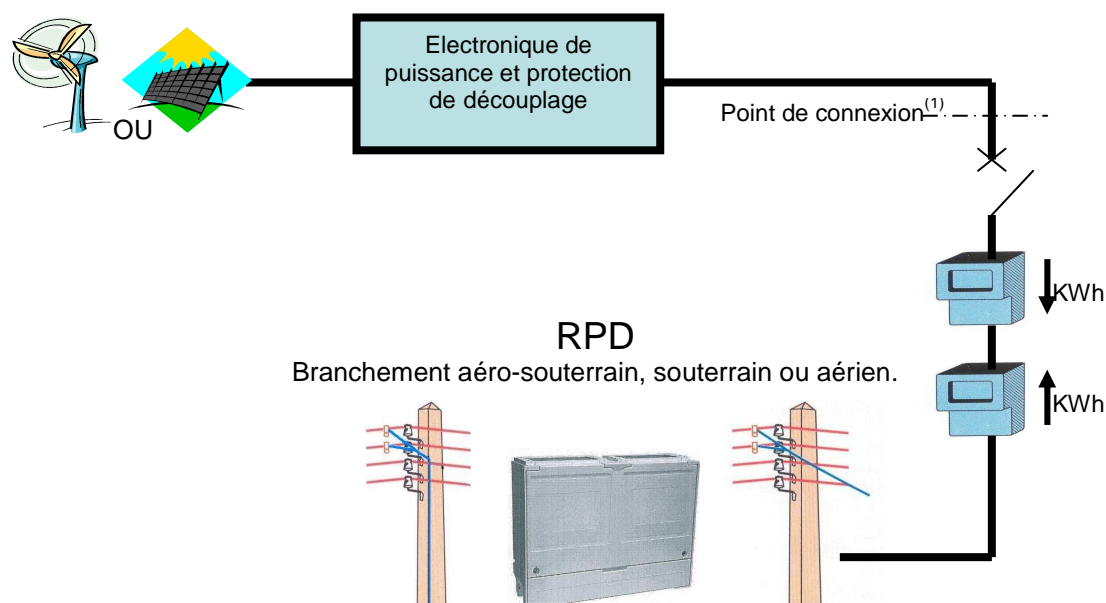 Electronique de
puissance et protection
de découplage
OU
Point de connexion(1)
KWh
RPD
Branchement aéro-souterrain, souterrain ou aérien.
KWh